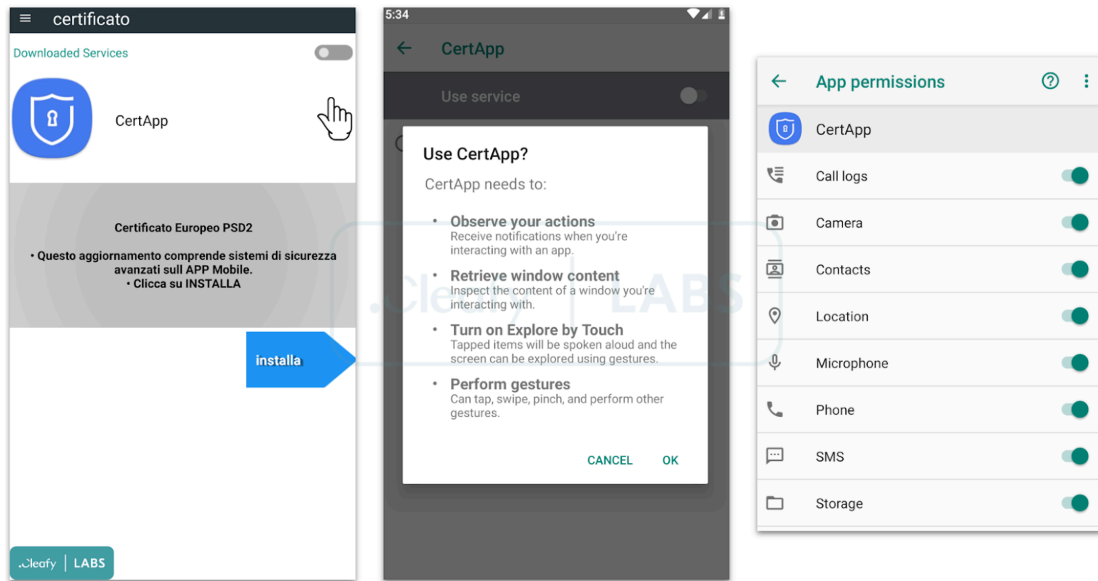 certificato
Downloaded Services
CertApp
Certificato Europeo PSD2
• Questo aggiornamento comprende sistemi di sicurezza
avanzati sull APP Mobile.
• Clicca su INSTALLA
installa
.Cleafy | LABS
5:34
CertApp
Use service
Use CertApp?
CertApp needs to:
• Observe your actions
Receive notifications when you're
interacting with an app.
• Retrieve window content
Inspect the content of a window you're
interacting with.
• Turn on Explore by Touch
Tapped items will be spoken aloud and the
screen can be explored using gestures.
• Perform gestures
Can tap, swipe, pinch, and perform other
gestures.
CANCEL OK
.Cleafy | LABS
App permissions
CertApp
Call logs
Camera
Contacts
Location
Microphone
Phone
SMS
Storage